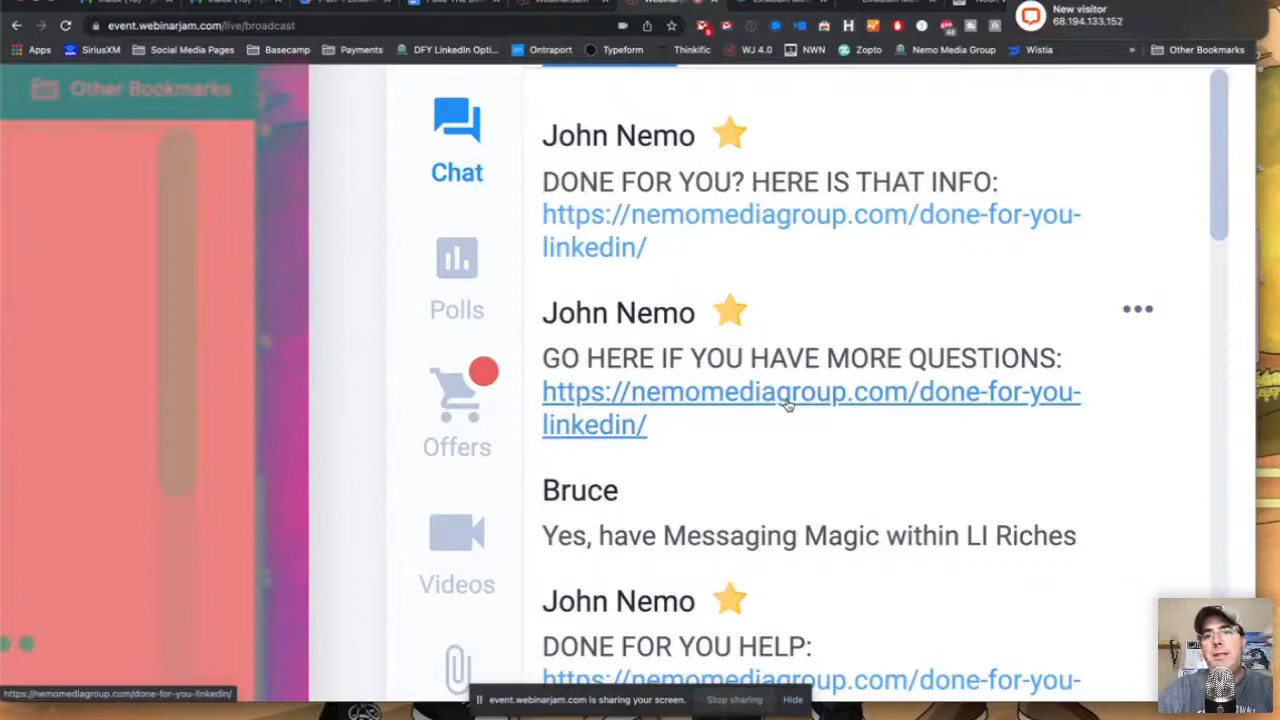 New visitor
68.194.133.152
event.webinarjam.com/live/broadcast
Apps
SiriusXM
Social Media Pages
Basecamp
Payments
DFY LinkedIn Opti...
Ontraport
Typeform
Thinkific
WJ 4.0
NWN
Zopto
Nemo Media Group
Wistia
»
Other Bookmarks
Other Bookmarks
Chat
Polls
Offers
Videos
John Nemo
DONE FOR YOU? HERE IS THAT INFO:
https://nemomediagroup.com/done-for-you-
linkedin/
John Nemo
GO HERE IF YOU HAVE MORE QUESTIONS:
https://nemomediagroup.com/done-for-you-
linkedin/
Bruce
Yes, have Messaging Magic within LI Riches
John Nemo
DONE FOR YOU HELP:
https://nemomediagroup.com/done-for-you-
https://nemomediagroup.com/done-for-you-linkedin/
event.webinarjam.com is sharing your screen.
Stop sharing
Hide